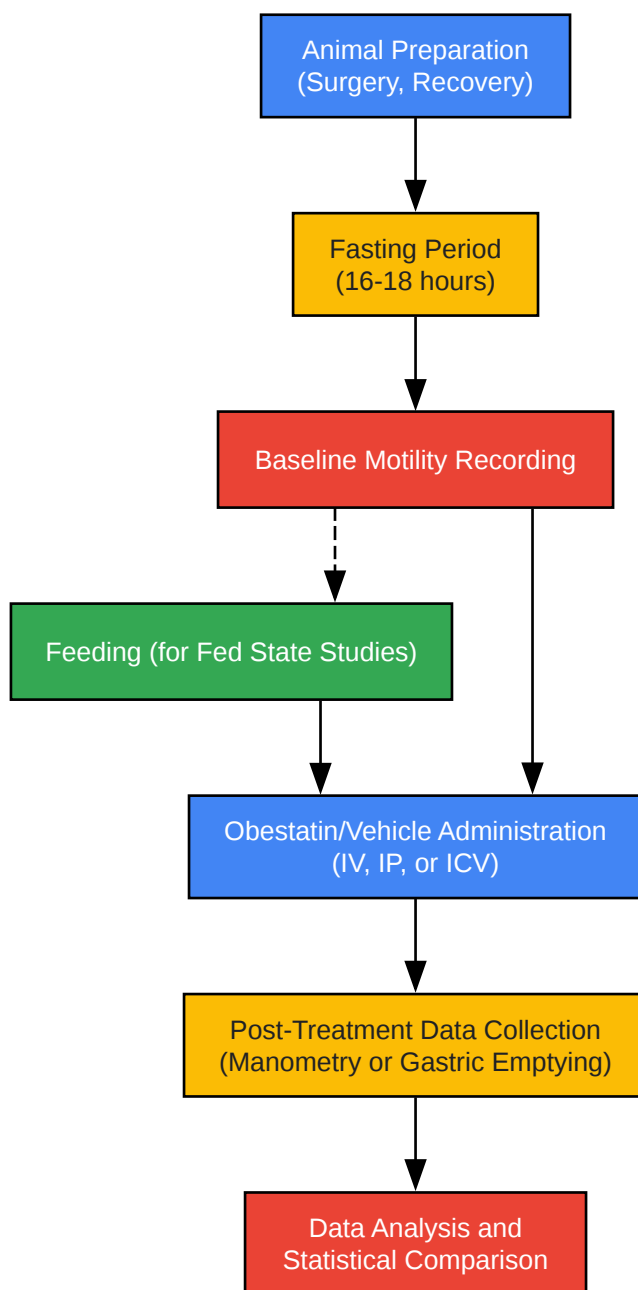 Animal Preparation
(Surgery, Recovery)
Fasting Period
(16-18 hours)
Baseline Motility Recording
Feeding (for Fed State Studies)
Obestatin/Vehicle Administration
(IV, IP, or ICV)
Post-Treatment Data Collection
(Manometry or Gastric Emptying)
Data Analysis and
Statistical Comparison